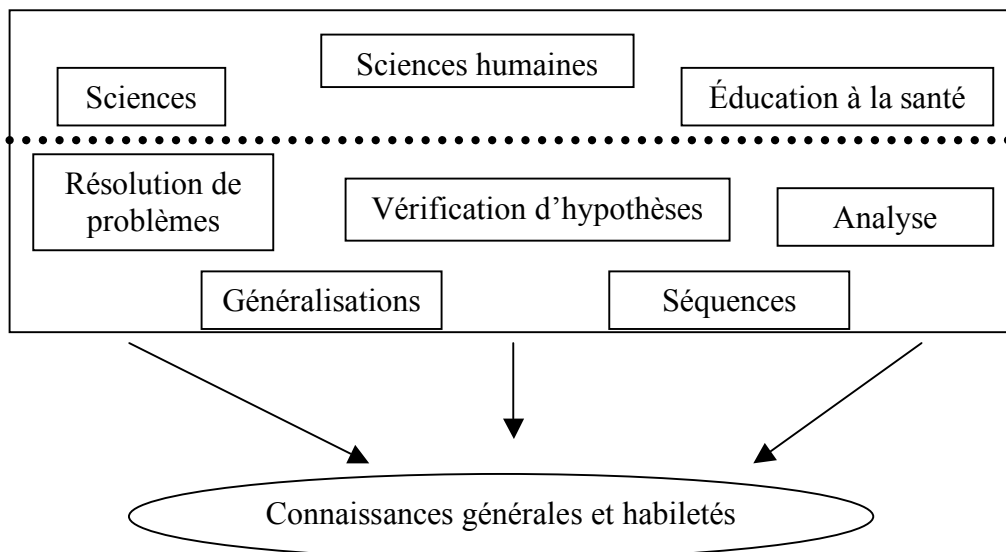 Sciences humaines
Sciences
Éducation à la santé
Résolution de
problèmes
Vérification d’hypothèses
Analyse
Généralisations
Séquences
Connaissances générales et habiletés